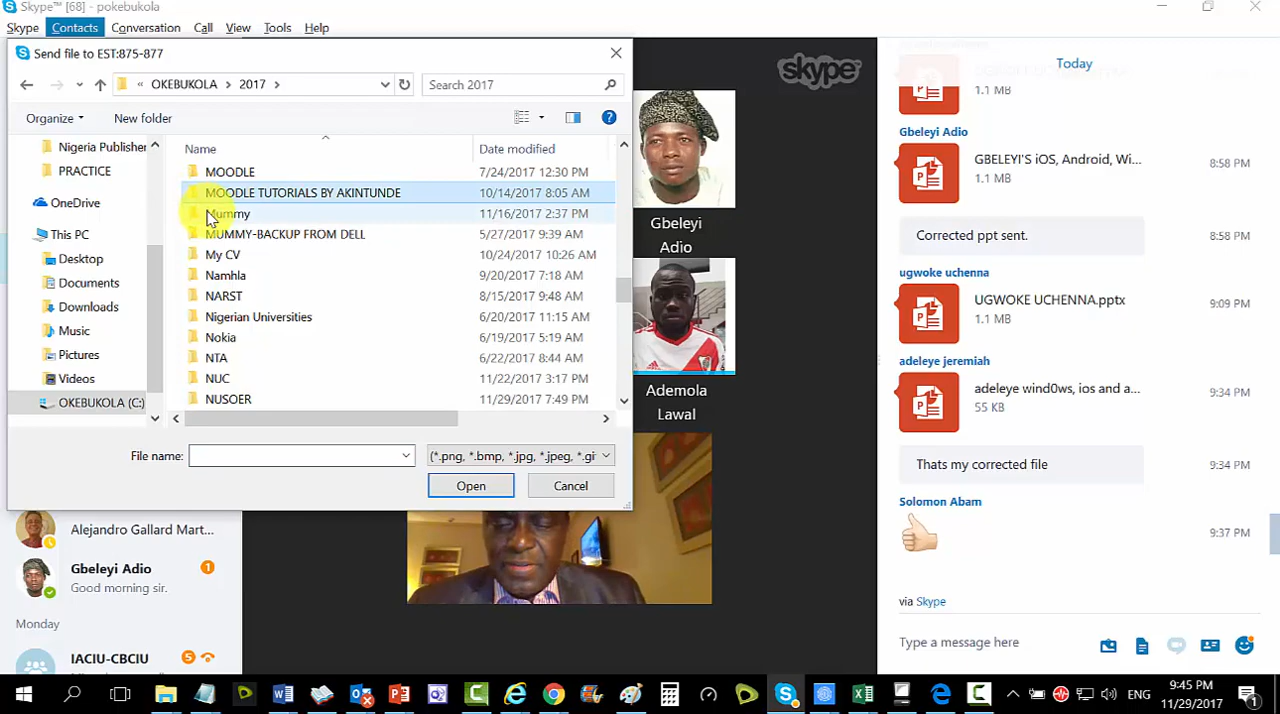 Skype™ [68] - pokebukola
Skype Contacts Conversation Call View Tools Help
Send file to EST:875-877
« OKEBUKOLA > 2017 >
Search 2017
Organize
New folder
Name
Date modified
Nigeria Publisher
PRACTICE
OneDrive
This PC
Desktop
Documents
Downloads
Music
Pictures
Videos
OKEBUKOLA (C:)
MOODLE 7/24/2017 12:30 PM
MOODLE TUTORIALS BY AKINTUNDE 10/14/2017 8:05 AM
Mummy 11/16/2017 2:37 PM
MUMMY-BACKUP FROM DELL 5/27/2017 9:39 AM
My CV 10/24/2017 10:26 AM
Namhla 9/20/2017 7:18 AM
NARST 8/15/2017 9:48 AM
Nigerian Universities 6/20/2017 11:15 AM
Nokia 6/19/2017 5:19 AM
NTA 6/22/2017 8:44 AM
NUC 11/22/2017 3:17 PM
NUSOER 11/29/2017 7:49 PM
File name:
(*.png, *.bmp, *.jpg, *.jpeg, *.gi
Open
Cancel
Alejandro Gallard Mart...
Gbeleyi Adio
1
Good morning sir.
Monday
IACIU-CBCIU
5
skype
Gbeleyi
Adio
Ademola
Lawal
Today
1.1 MB
Gbeleyi Adio
GBELEYI'S iOS, Android, Wi...
1.1 MB
8:58 PM
Corrected ppt sent.
8:58 PM
ugwoke uchenna
UGWOKE UCHENNA.pptx
1.1 MB
9:09 PM
adeleye jeremiah
adeleye wind0ws, ios and a...
55 KB
9:34 PM
Thats my corrected file
9:34 PM
Solomon Abam
9:37 PM
via Skype
Type a message here
ENG
9:45 PM
11/29/2017
1